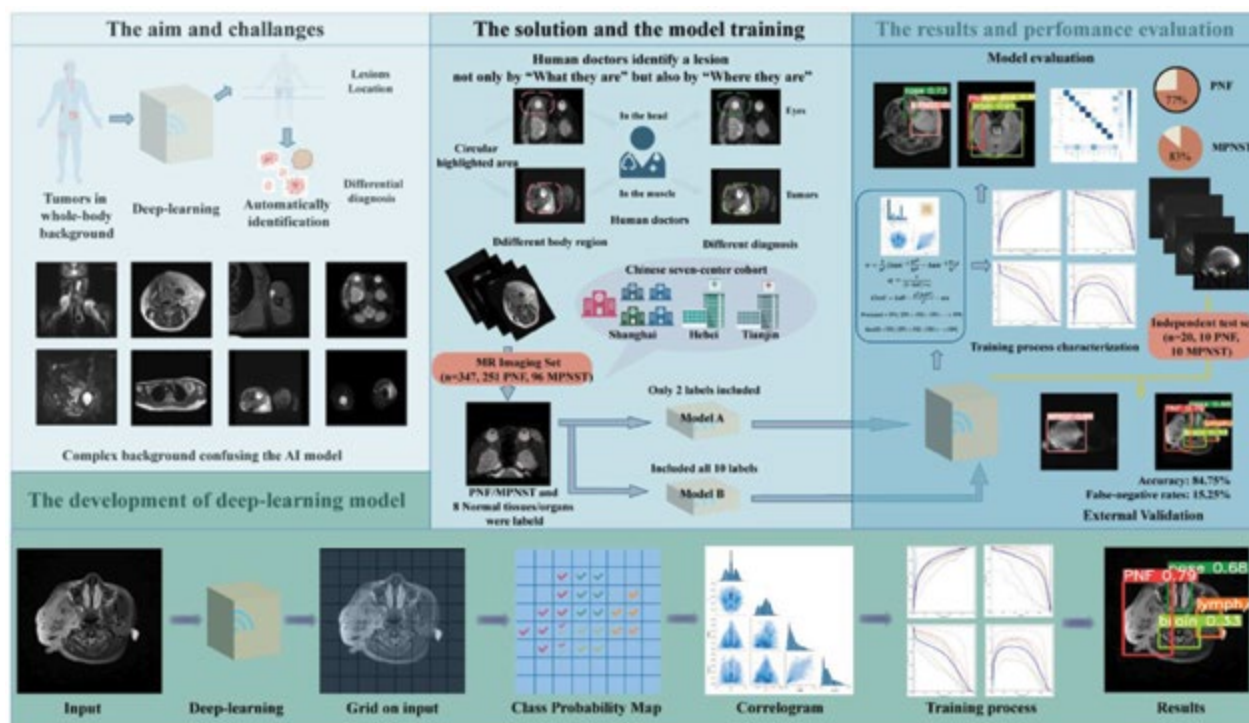 The aim and challanges
Lesions
Location
Differential
diagnosis
Tumors in
whole-body
background
Deep-learning
Automatically
identification
Complex background confusing the AI model
The solution and the model training
Human doctors identify a lesion
not only by “What they are” but also by “Where they are”
Circular
highlighted area
In the head
In the muscle
Human doctors
Eyes
Tumors
Ddifferent body region
Different diagnosis
Chinese seven-center cohort
Shanghai
Hebei
Tianjin
MR Imaging Set
(n=347, 251 PNF, 96 MPNST)
Only 2 labels included
Model A
Included all 10 labels
Model B
PNF/MPNST and
8 Normal tissues/organs
were labeld
The results and perfomance evaluation
Model evaluation
nose 0.73
77%
PNF
83%
MPNST
Training process characterization
Independent test set
(n=20, 10 PNF,
10 MPNST)
Accuracy: 84.75%
False-negative rates: 15.25%
External Validation
The development of deep-learning model
Input
Deep-learning
Grid on input
Class Probability Map
Correlogram
Training process
Results
PNF 0.79
nose 0.68
lymph
brain 0.33